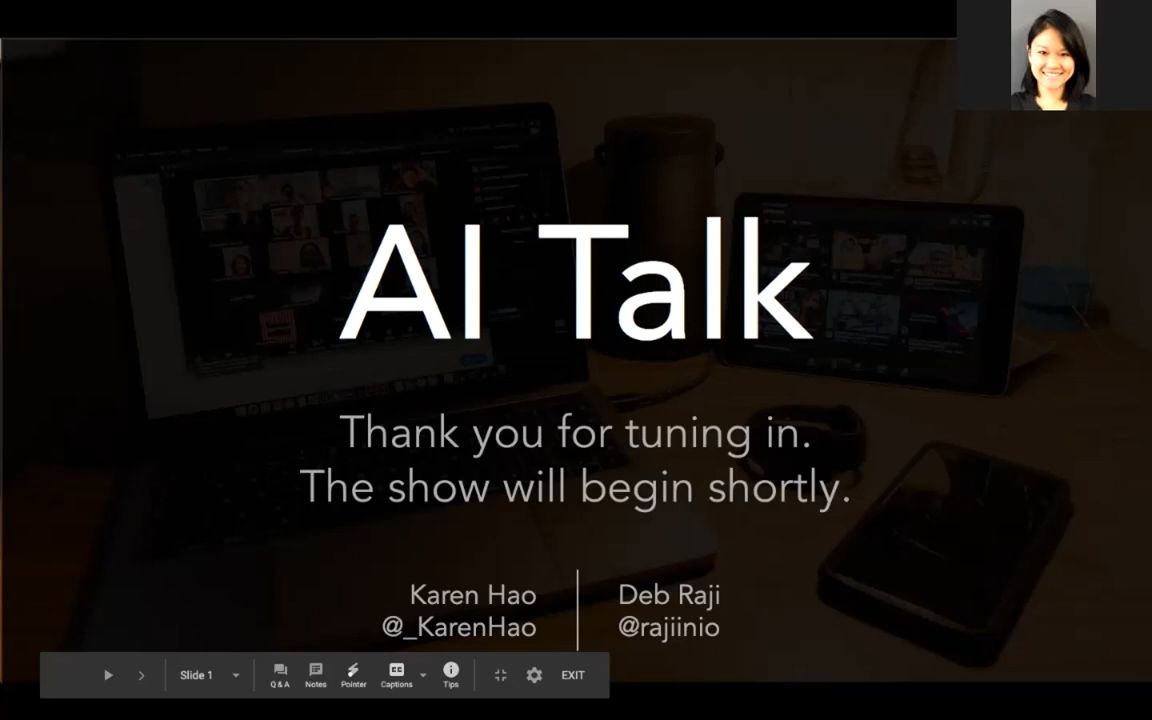 AI Talk
Thank you for tuning in.
The show will begin shortly.
Karen Hao
@_KarenHao
Deb Raji
@rajiinio
Slide 1
Q & A
Notes
Pointer
CC
Captions
Tips
EXIT